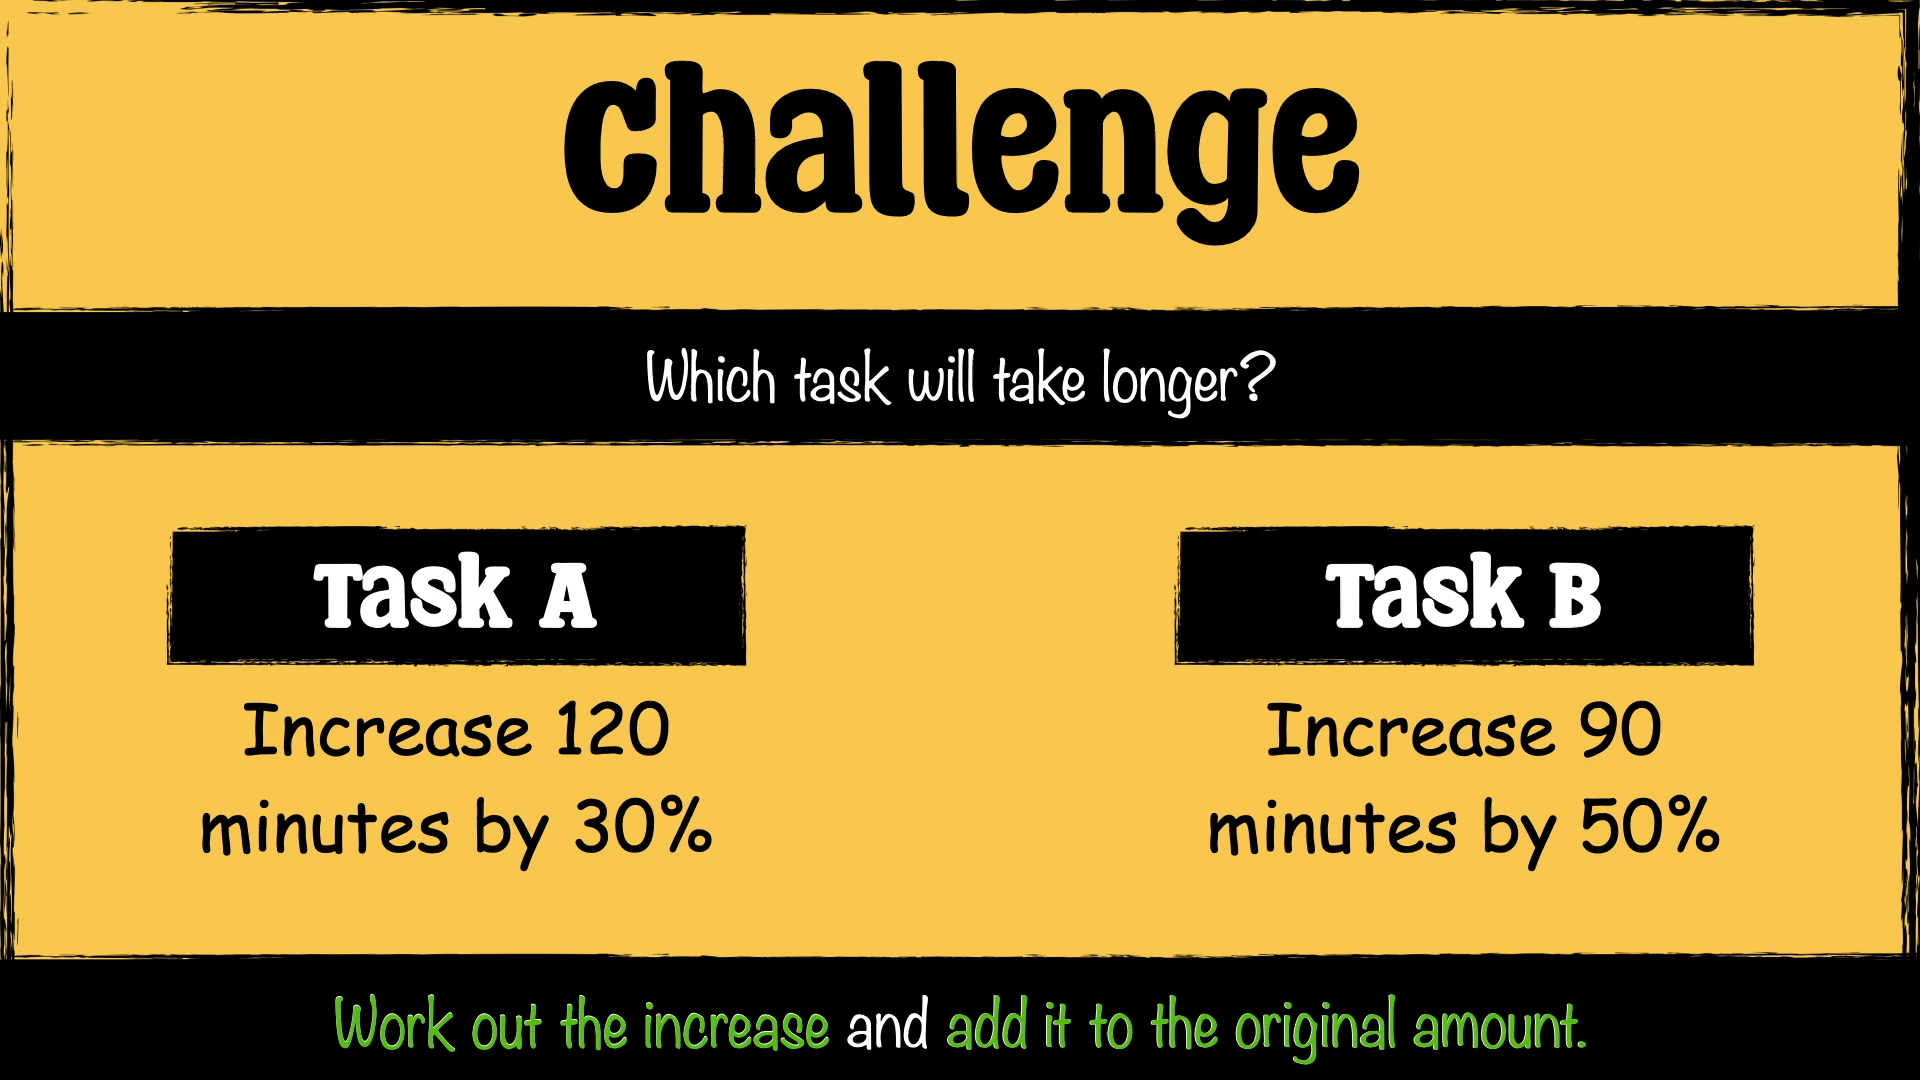 Challenge
Which task will take longer?
Task A
Increase 120
minutes by 30%
Task B
Increase 90
minutes by 50%
Work out the increase and add it to the original amount.